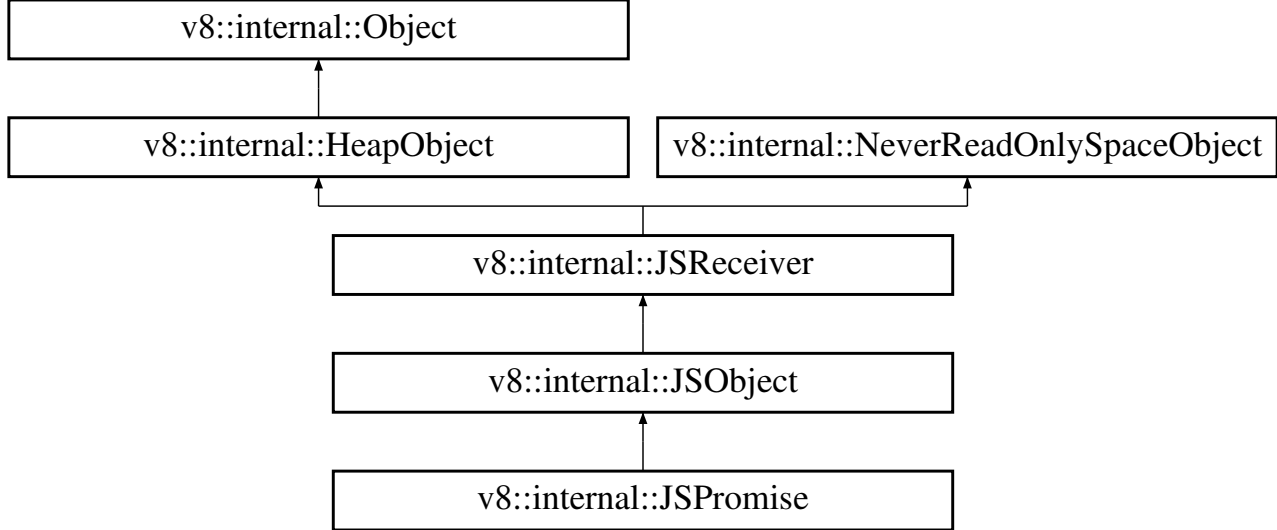 v8::internal::Object
v8::internal::HeapObject
v8::internal::NeverReadOnlySpaceObject
v8::internal::JSReceiver
v8::internal::JSObject
v8::internal::JSPromise